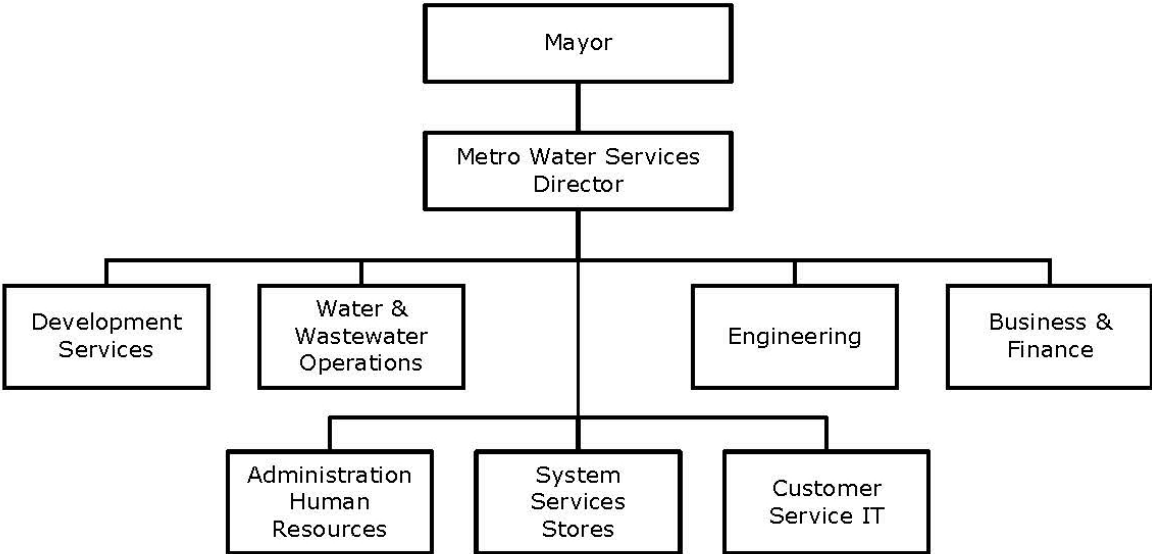 Mayor
Metro Water Services
Director
Development
Services
Water &
Wastewater
Operations
Engineering
Business &
Finance
Administration
Human
Resources
System
Services
Stores
Customer
Service IT